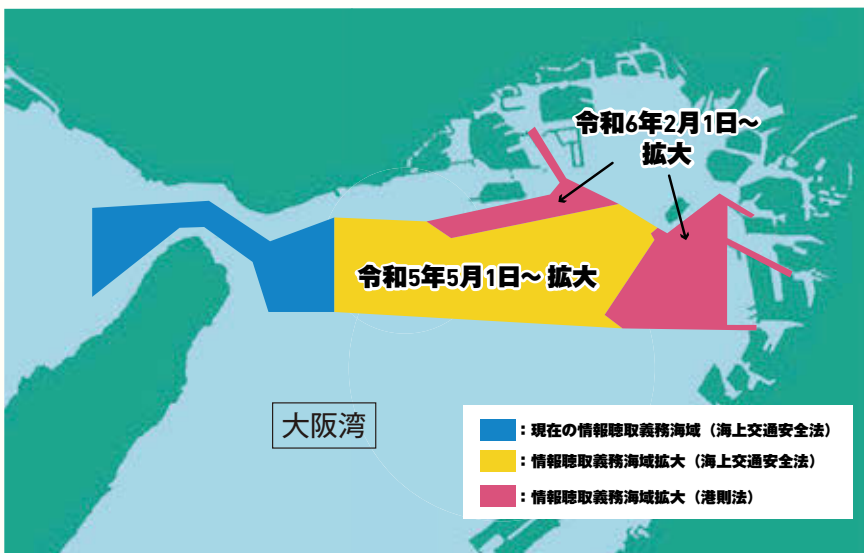 令和6年2月1日～
拡大
令和5年5月1日～ 拡大
大阪湾
：現在の情報聴取義務海域（海上交通安全法）
：情報聴取義務海域拡大（海上交通安全法）
：情報聴取義務海域拡大（港則法）